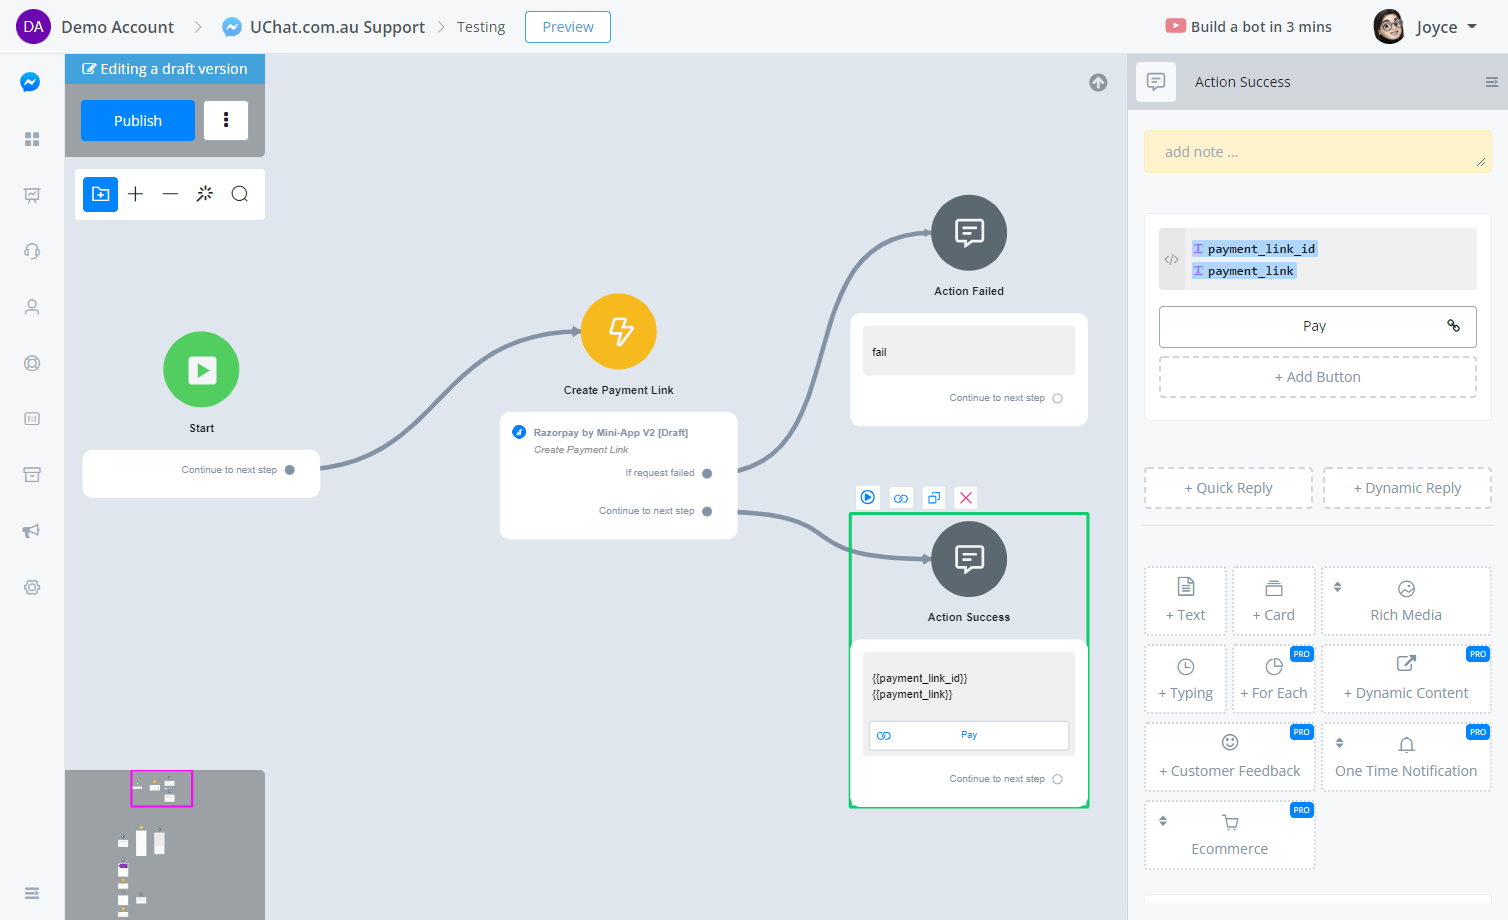 DA
Demo Account
UChat.com.au Support
Testing
Preview
Build a bot in 3 mins
Joyce
Editing a draft version
Publish
Start
Continue to next step
Create Payment Link
Razorpay by Mini-App V2 [Draft]
Create Payment Link
If request failed
Continue to next step
Action Failed
fail
Continue to next step
Action Success
{{payment_link_id}}
{{payment_link}}
Pay
Continue to next step
Action Success
add note ...
</>
T payment_link_id
T payment_link
Pay
+ Add Button
+ Quick Reply
+ Dynamic Reply
+ Text
+ Card
Rich Media
+ Typing
PRO
+ For Each
PRO
+ Dynamic Content
PRO
+ Customer Feedback
PRO
One Time Notification
PRO
Ecommerce